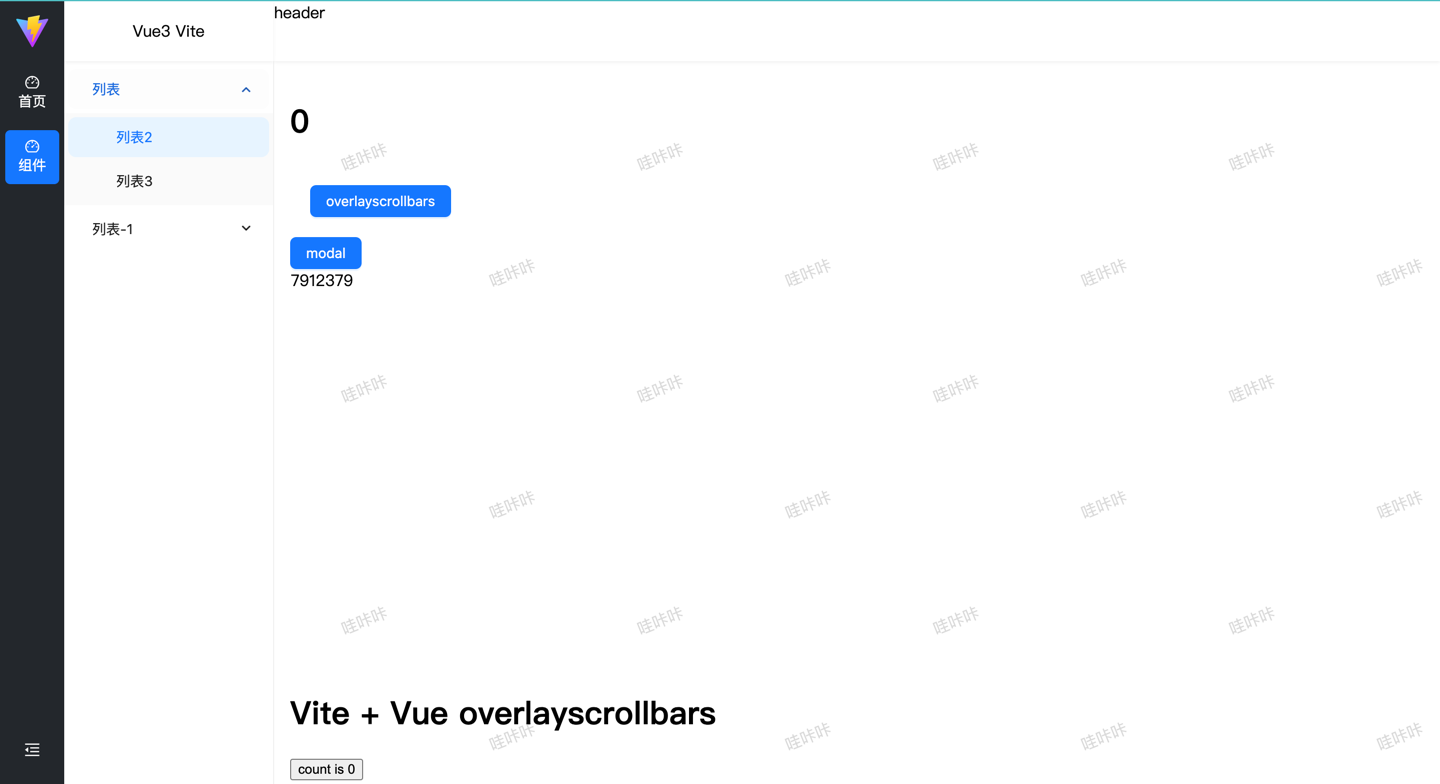 首页
组件
Vue3 Vite
列表
列表2
列表3
列表-1
header
0
哇咔咔 哇咔咔 哇咔咔 哇咔咔
overlayscrollbars
modal
哇咔咔 哇咔咔 哇咔咔 哇咔咔
7912379
哇咔咔 哇咔咔 哇咔咔 哇咔咔
哇咔咔 哇咔咔 哇咔咔 哇咔咔
哇咔咔 哇咔咔 哇咔咔 哇咔咔
Vite + Vue overlayscrollbars
哇咔咔 哇咔咔 哇咔咔 哇咔咔
count is 0